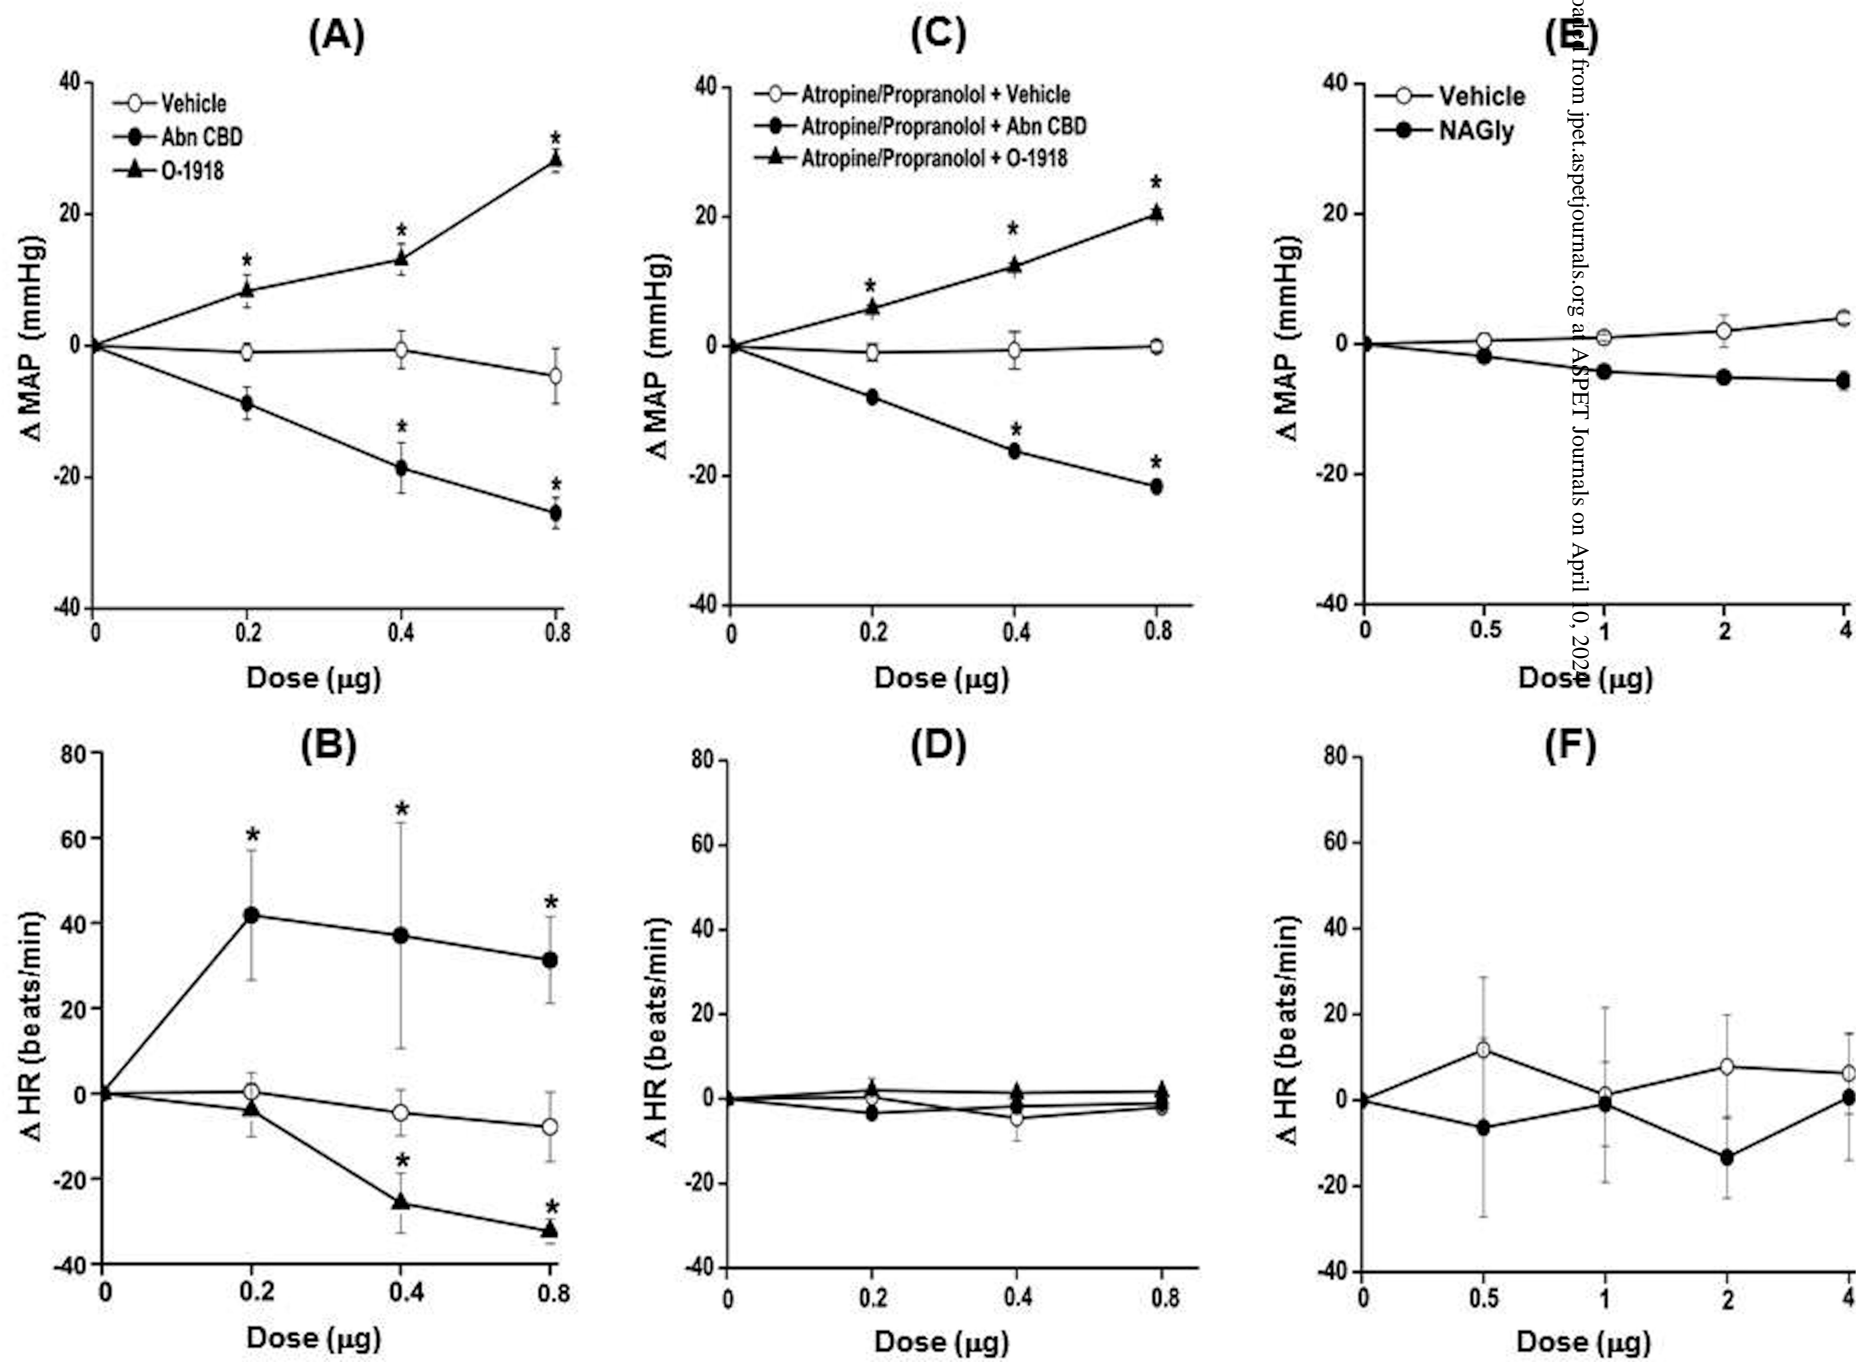 (A)
40
20
0
-20
-40
Δ MAP (mmHg)
Vehicle
Abn CBD
O-1918
*
*
*
*
*
0 0.2 0.4 0.8
Dose (μg)
(C)
40
20
0
-20
-40
Δ MAP (mmHg)
Atropine/Propranolol + Vehicle
Atropine/Propranolol + Abn CBD
Atropine/Propranolol + O-1918
*
*
*
*
*
0 0.2 0.4 0.8
Dose (μg)
(E)
40
20
0
-20
-40
Δ MAP (mmHg)
Vehicle
NAGly
0 0.5 1 2 4
Dose (μg)
from jpet.aspetjournals.org at ASPET Journals on April 10, 2024
(B)
80
60
40
20
0
-20
-40
Δ HR (beats/min)
*
*
*
*
*
0 0.2 0.4 0.8
Dose (μg)
(D)
80
60
40
20
0
-20
-40
Δ HR (beats/min)
0 0.2 0.4 0.8
Dose (μg)
(F)
80
60
40
20
0
-20
-40
Δ HR (beats/min)
0 0.5 1 2 4
Dose (μg)